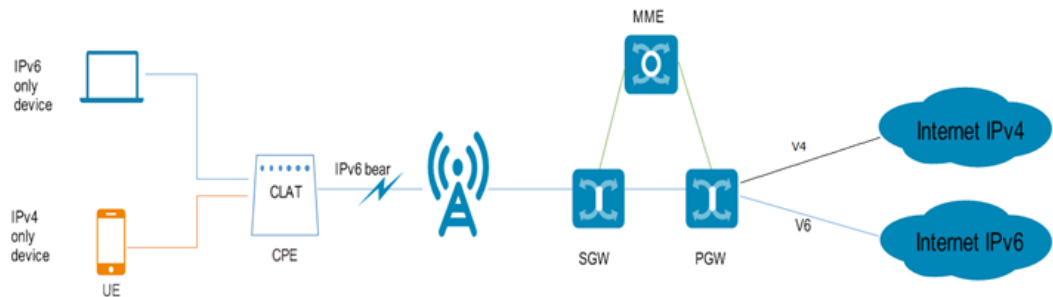 MME
IPv6
only
device
Internet IPv4
V4
IPv6 bear
CLAT
IPv4
only
device
V6
Internet IPv6
CPE
SGW
PGW
UE